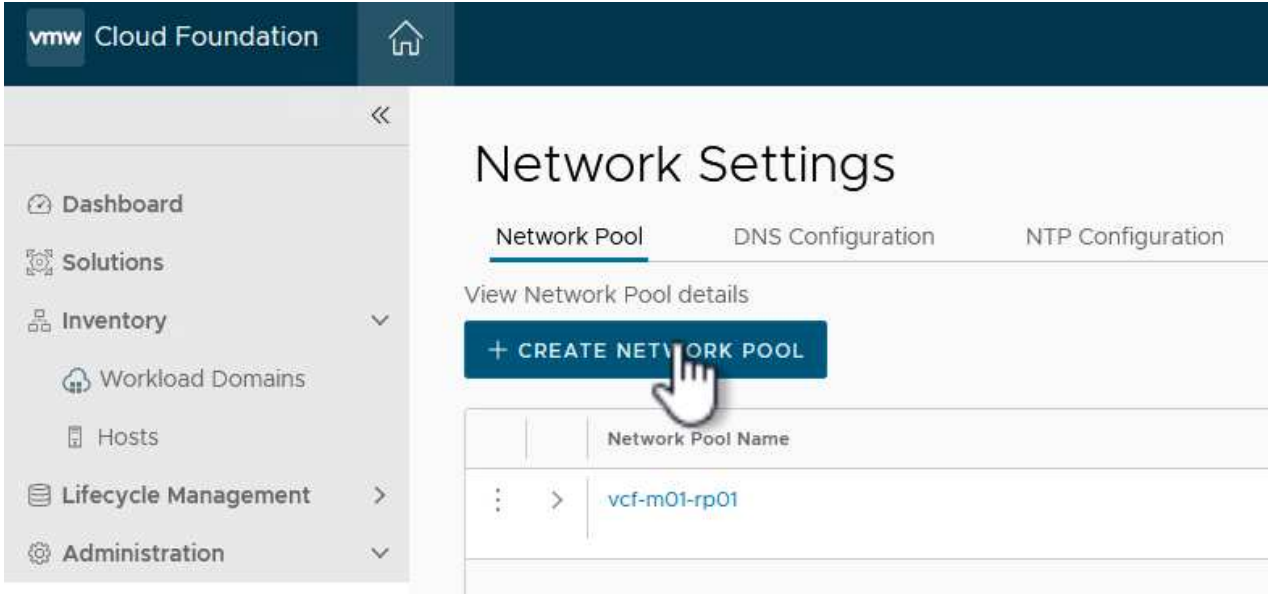 vmw Cloud Foundation
Network Settings
Dashboard
Solutions
Inventory
Workload Domains
Hosts
Lifecycle Management
Administration
Network Pool DNS Configuration NTP Configuration
View Network Pool details
+ CREATE NETWORK POOL
Network Pool Name
vcf-m01-rp01